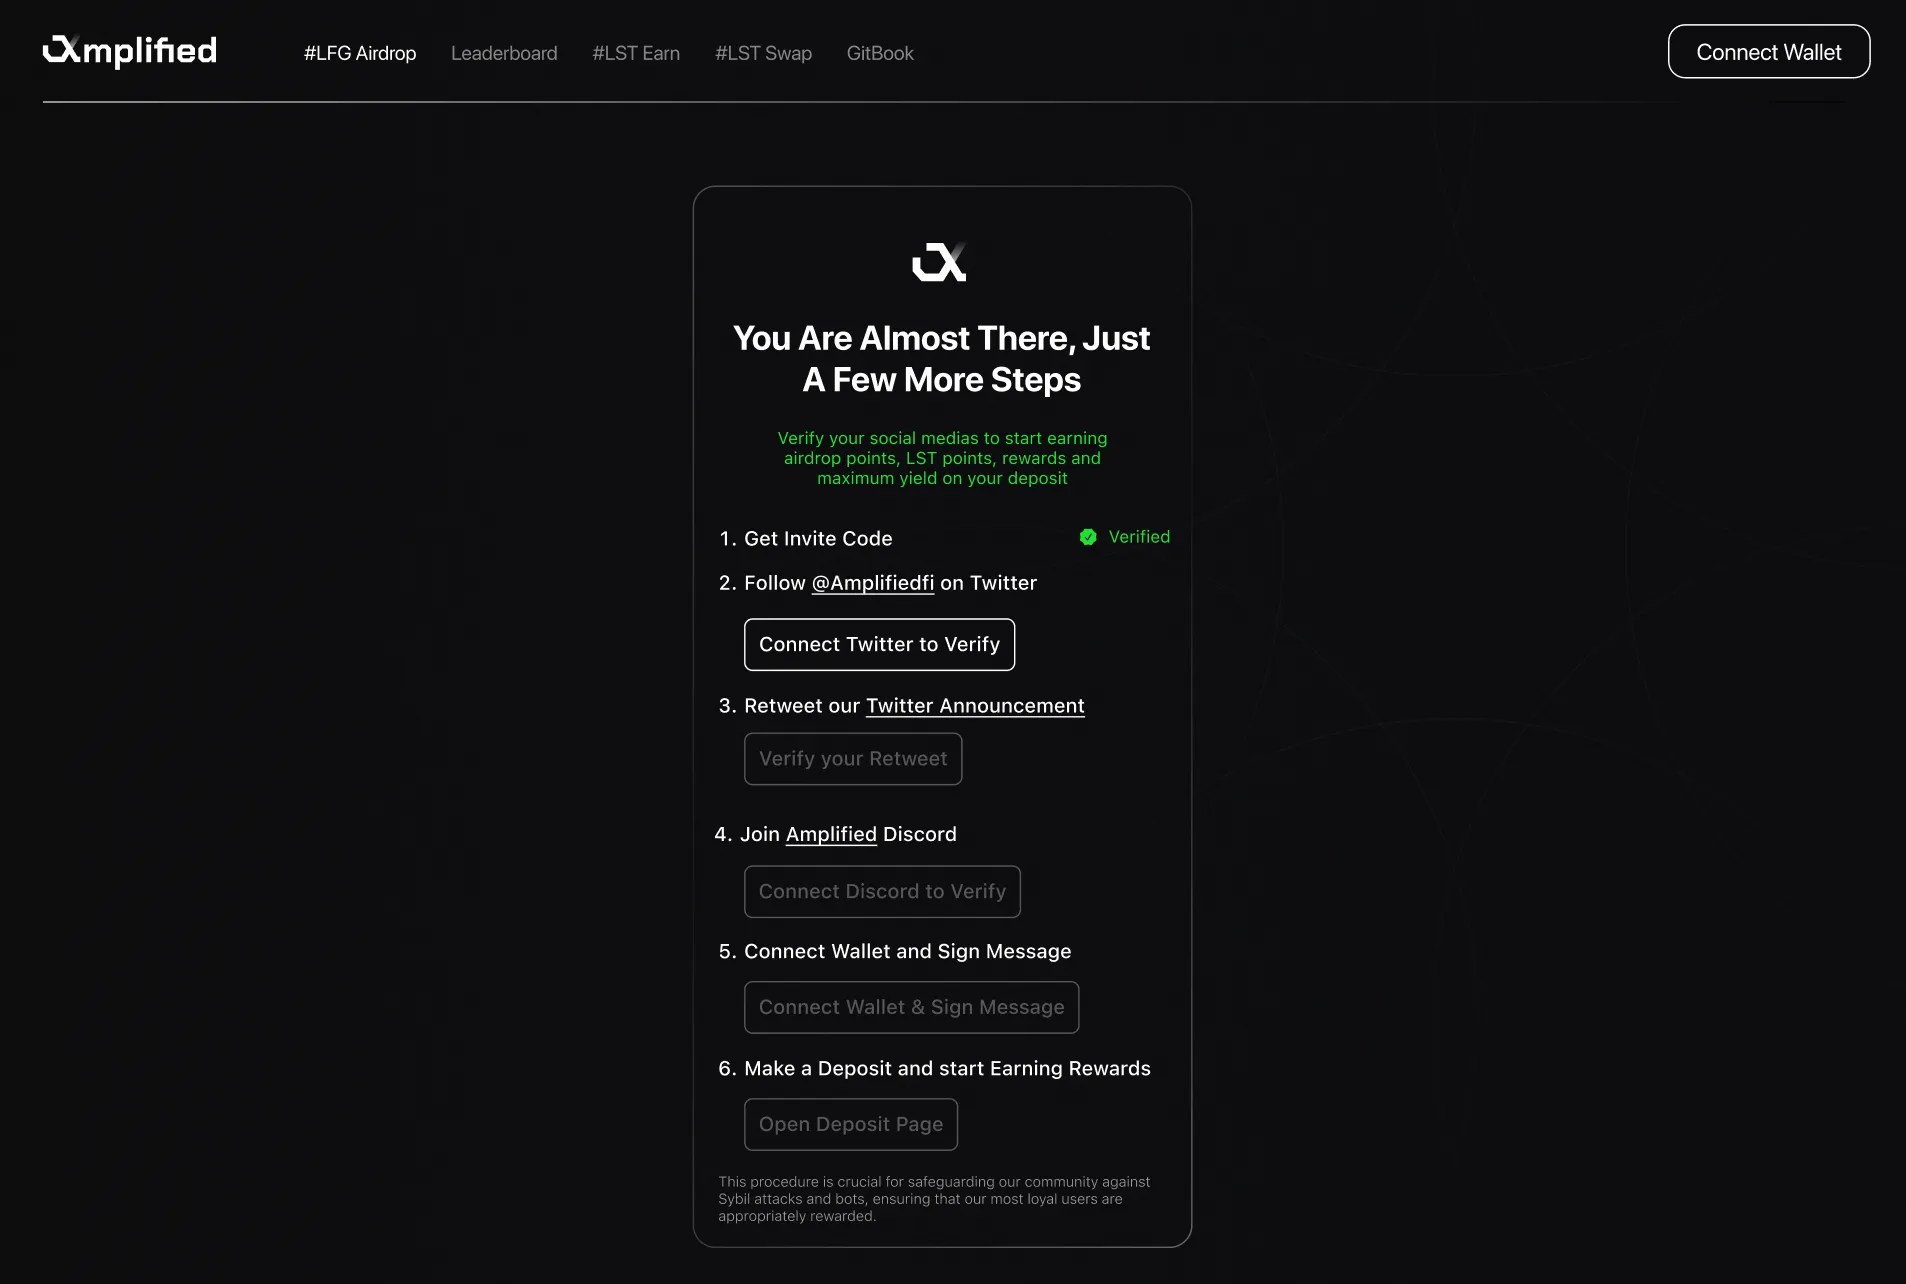 Amplified
#LFG Airdrop
Leaderboard
#LST Earn
#LST Swap
GitBook
Connect Wallet
You Are Almost There, Just
A Few More Steps
Verify your social medias to start earning
airdrop points, LST points, rewards and
maximum yield on your deposit
1. Get Invite Code
Verified
2. Follow @Amplifiedfi on Twitter
Connect Twitter to Verify
3. Retweet our Twitter Announcement
Verify your Retweet
4. Join Amplified Discord
Connect Discord to Verify
5. Connect Wallet and Sign Message
Connect Wallet & Sign Message
6. Make a Deposit and start Earning Rewards
Open Deposit Page
This procedure is crucial for safeguarding our community against
Sybil attacks and bots, ensuring that our most loyal users are
appropriately rewarded.